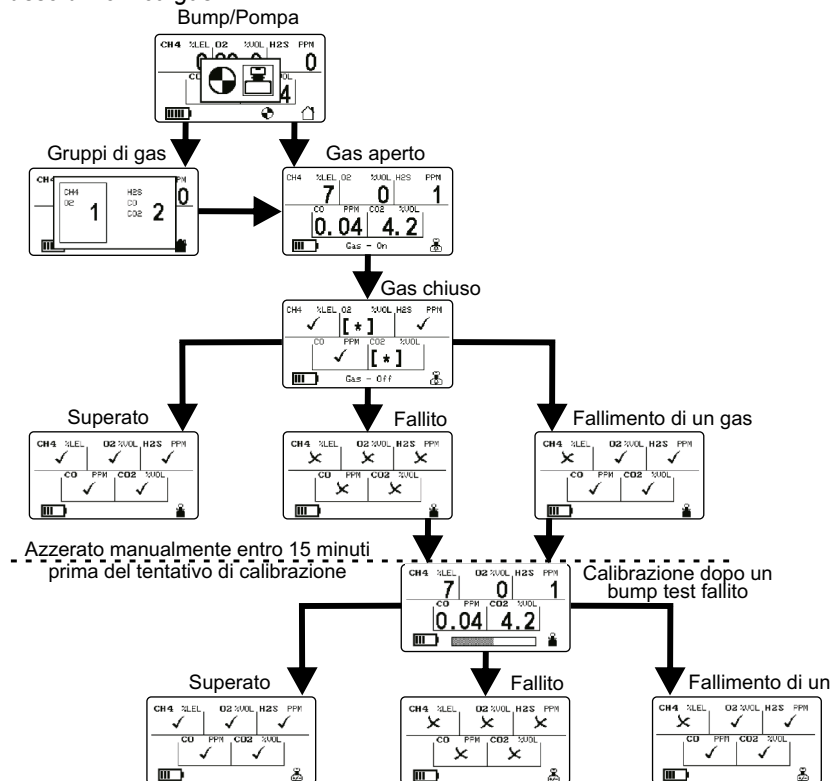 Bump/Pompa
CH4 %LEL O2 %VOL H2S PPM
0
4
Gruppi di gas
Gas aperto
CH4 O2 1 H2S CO CO2 2
PM
0
CH4 %LEL O2 %VOL H2S PPM
7 0 1
CO PPM CO2 %VOL
0.04 4.2
Gas - On
Gas chiuso
CH4 %LEL O2 %VOL H2S PPM
✓ [*] ✓
CO PPM CO2 %VOL
✓ [*]
Gas - Off
Superato
Fallito
Fallimento di un gas
CH4 %LEL O2 %VOL H2S PPM
CO PPM CO2 %VOL
CH4 %LEL O2 %VOL H2S PPM
CO PPM CO2 %VOL
CH4 %LEL O2 %VOL H2S PPM
CO PPM CO2 %VOL
Azzerato manualmente entro 15 minuti
prima del tentativo di calibrazione
CH4 %LEL O2 %VOL H2S PPM
7 0 1
CO PPM CO2 %VOL
0.04 4.2
Calibrazione dopo un
bump test fallito
Superato
Fallito
Fallimento di un
CH4 %LEL O2 %VOL H2S PPM
CO PPM CO2 %VOL
CH4 %LEL O2 %VOL H2S PPM
CO PPM CO2 %VOL
CH4 %LEL O2 %VOL H2S PPM
CO PPM CO2 %VOL